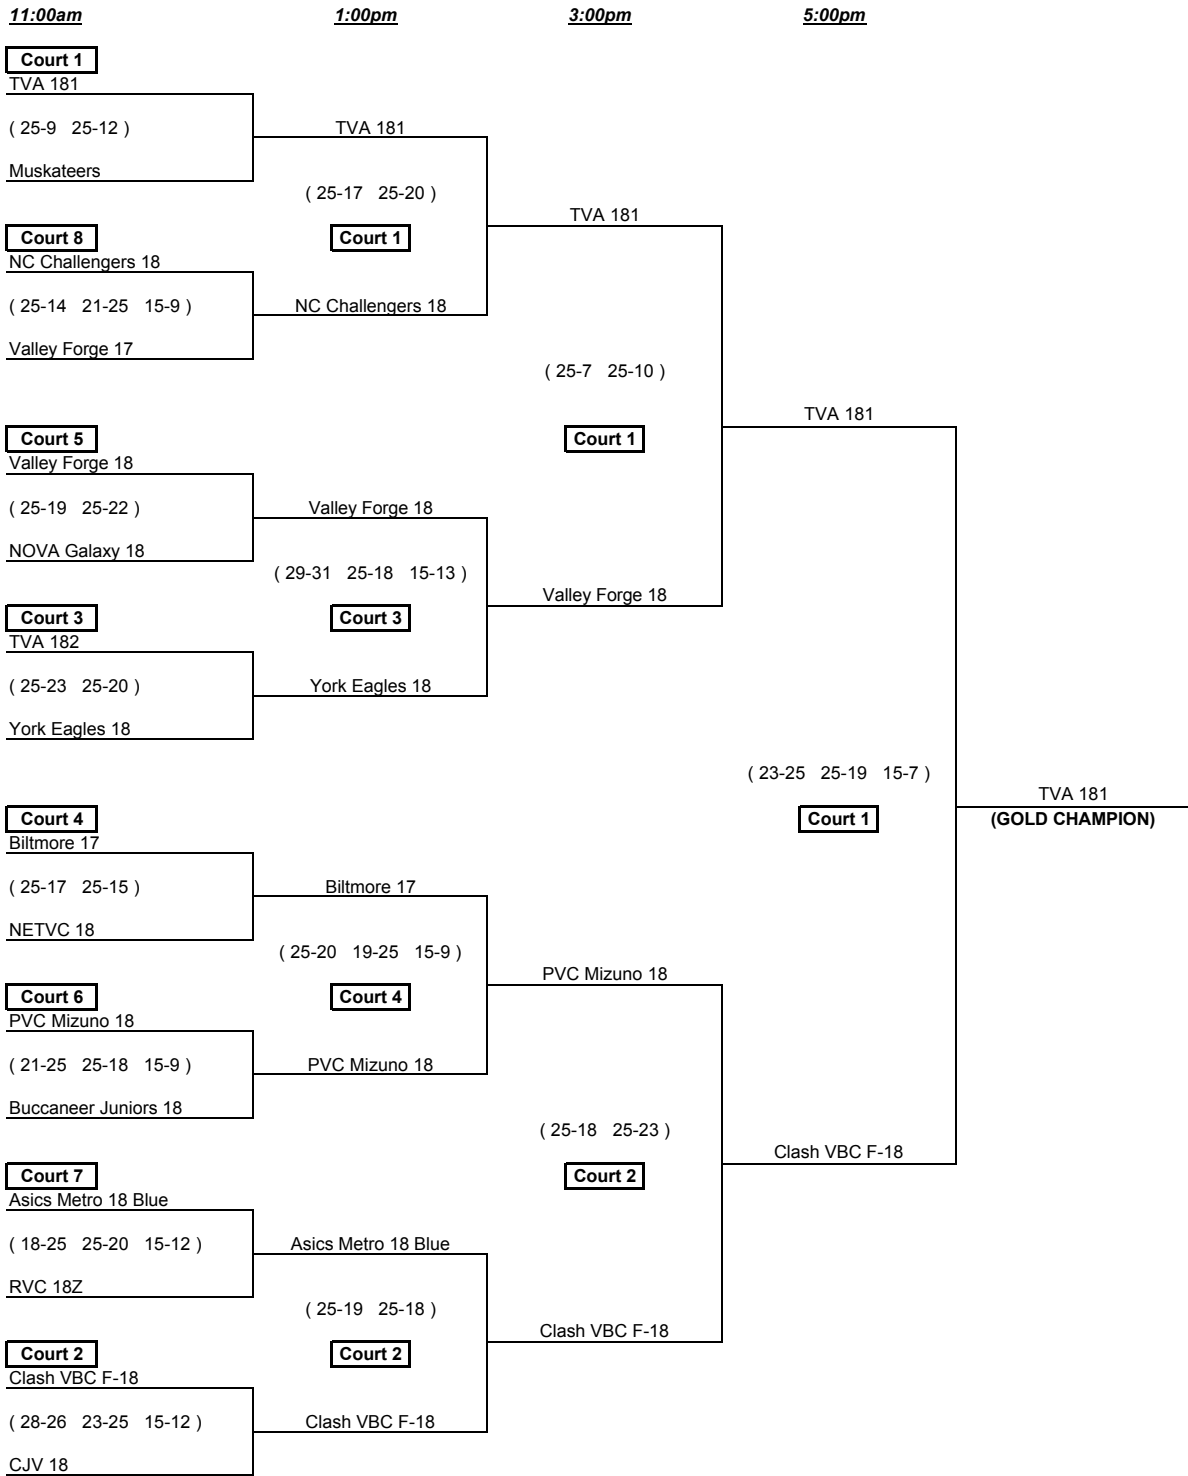 11:00am 1:00pm 3:00pm 5:00pm
Court 1
TVA 181
( 25-9 25-12 ) TVA 181
Muskateers
( 25-17 25-20 )
TVA 181
Court 8 Court 1
NC Challengers 18
( 25-14 21-25 15-9 ) NC Challengers 18
Valley Forge 17
( 25-7 25-10 )
TVA 181
Court 5 Court 1
Valley Forge 18
( 25-19 25-22 ) Valley Forge 18
NOVA Galaxy 18
( 29-31 25-18 15-13 )
Valley Forge 18
Court 3 Court 3
TVA 182
( 25-23 25-20 ) York Eagles 18
York Eagles 18
( 23-25 25-19 15-7 )
TVA 181
Court 4 Court 1 (GOLD CHAMPION)
Biltmore 17
( 25-17 25-15 ) Biltmore 17
NETVC 18
( 25-20 19-25 15-9 )
PVC Mizuno 18
Court 6 Court 4
PVC Mizuno 18
( 21-25 25-18 15-9 ) PVC Mizuno 18
Buccaneer Juniors 18
( 25-18 25-23 )
Clash VBC F-18
Court 7 Court 2
Asics Metro 18 Blue
( 18-25 25-20 15-12 ) Asics Metro 18 Blue
RVC 18Z
( 25-19 25-18 )
Clash VBC F-18
Court 2 Court 2
Clash VBC F-18
( 28-26 23-25 15-12 ) Clash VBC F-18
CJV 18